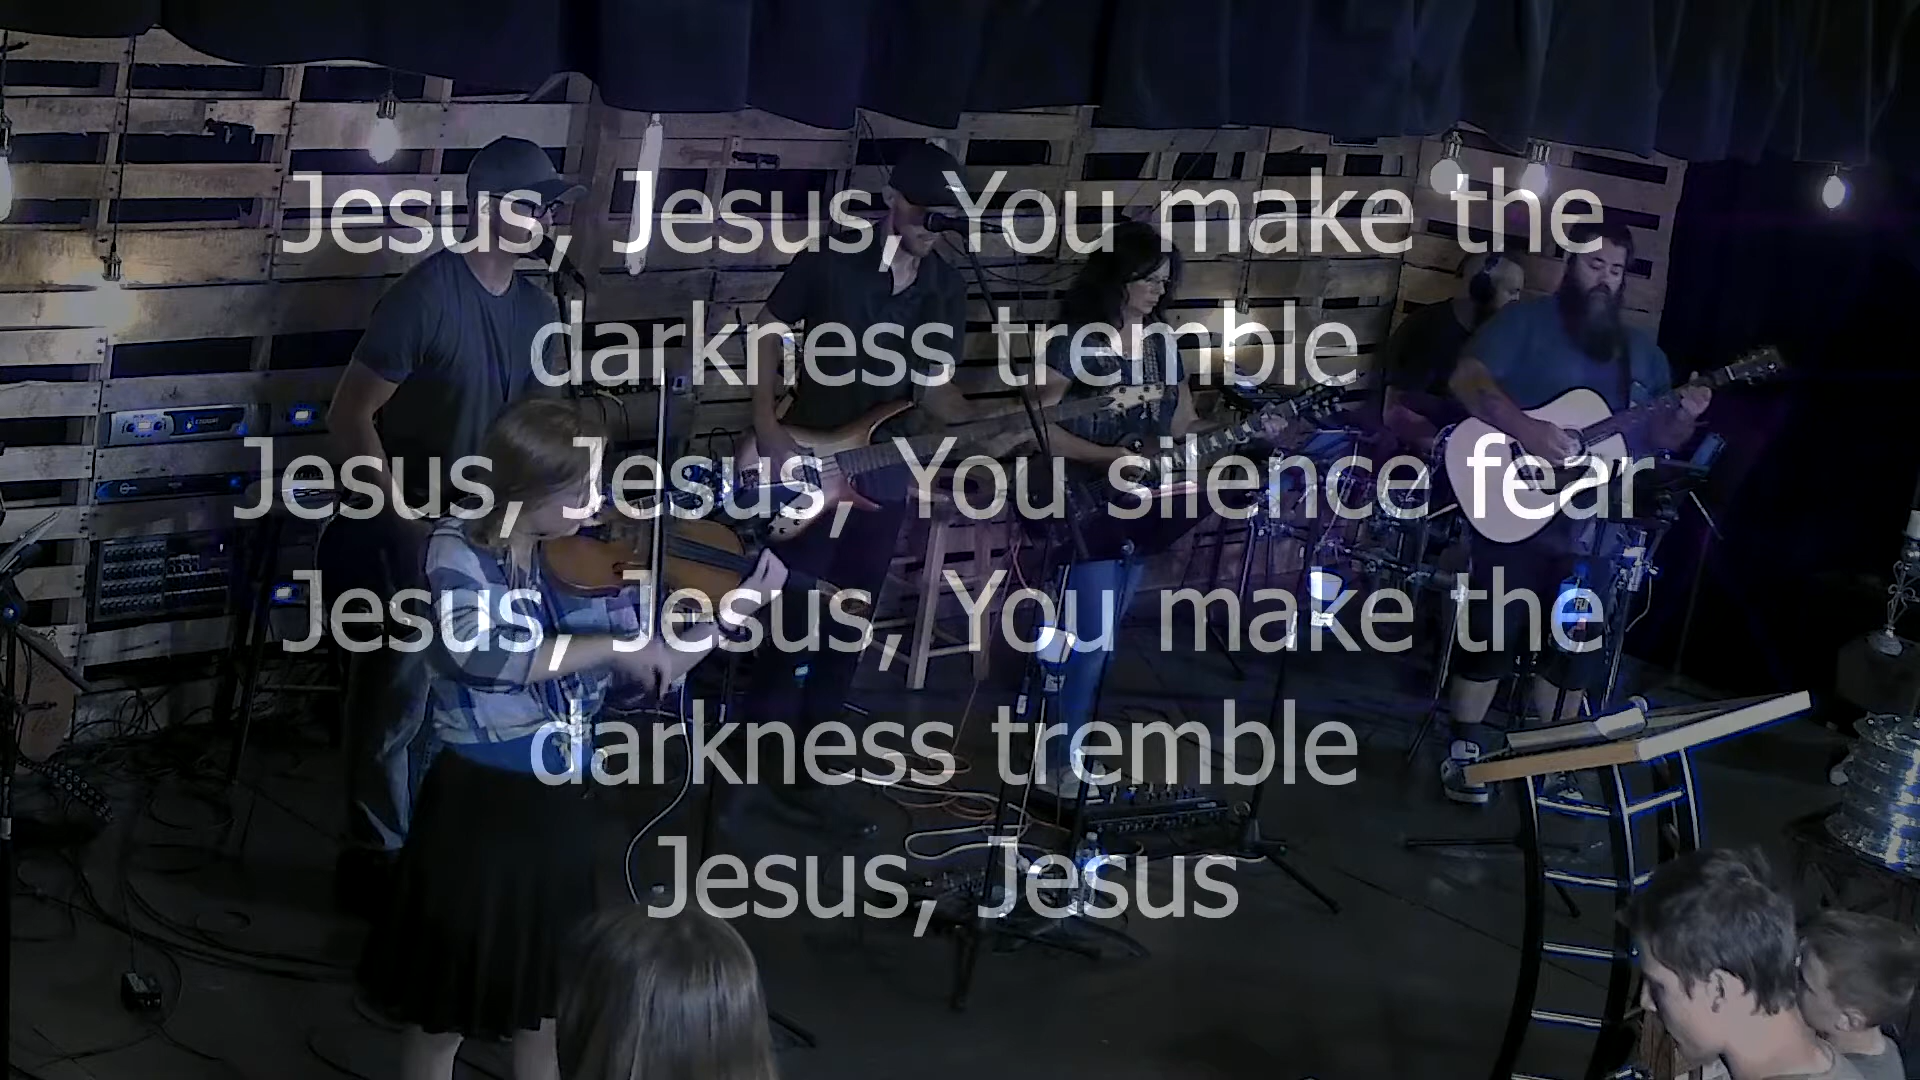 Jesus, Jesus, You make the
darkness tremble
Jesus, Jesus, You silence fear
Jesus, Jesus, You make the
darkness tremble
Jesus, Jesus